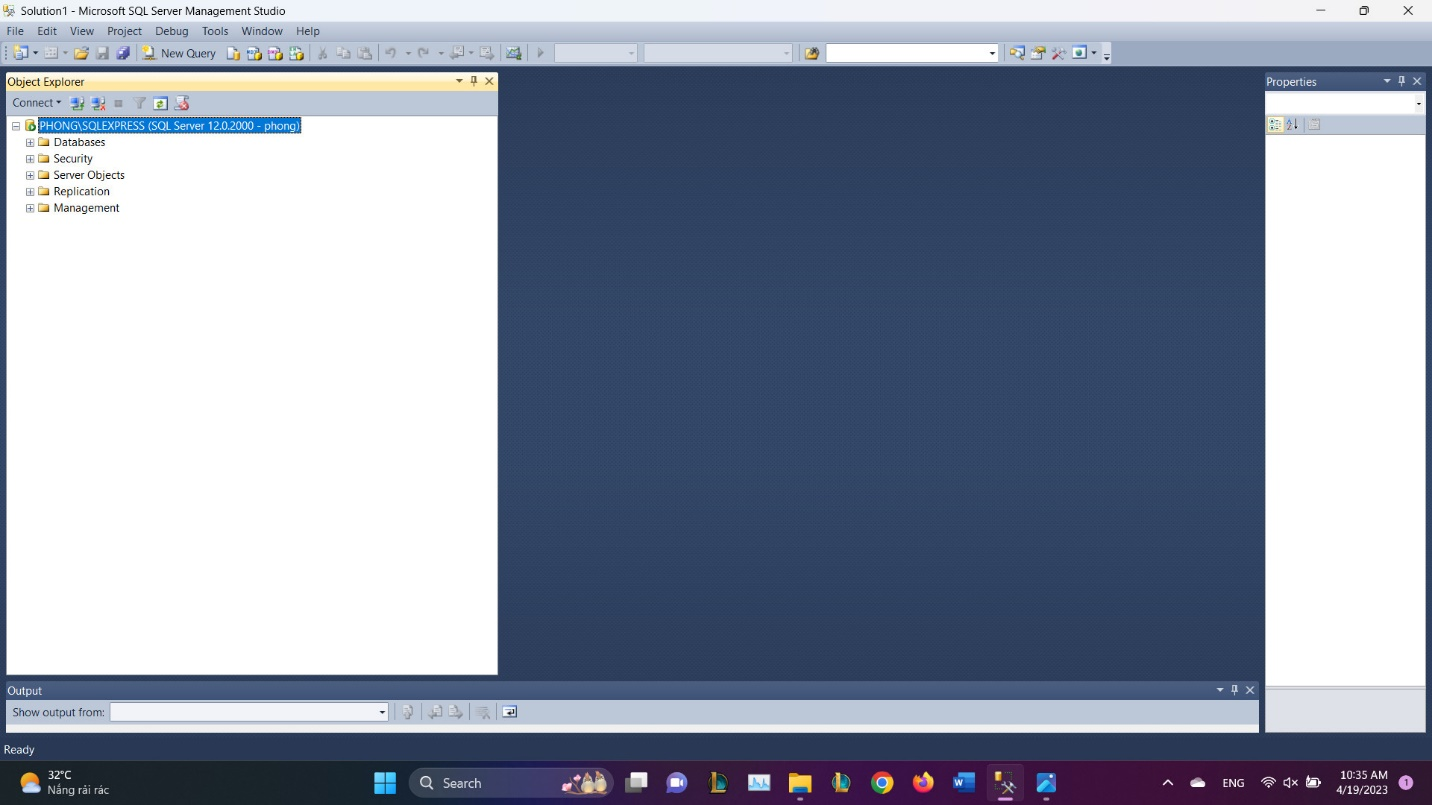 Solution1 - Microsoft SQL Server Management Studio
File Edit View Project Debug Tools Window Help
New Query
Object Explorer
Properties
Connect
PHONG\SQLEXPRESS (SQL Server 12.0.2000 - phong)
Databases
Security
Server Objects
Replication
Management
Output
Show output from:
Ready
32°C
Nắng rải rác
Search
ENG
10:35 AM
4/19/2023
1